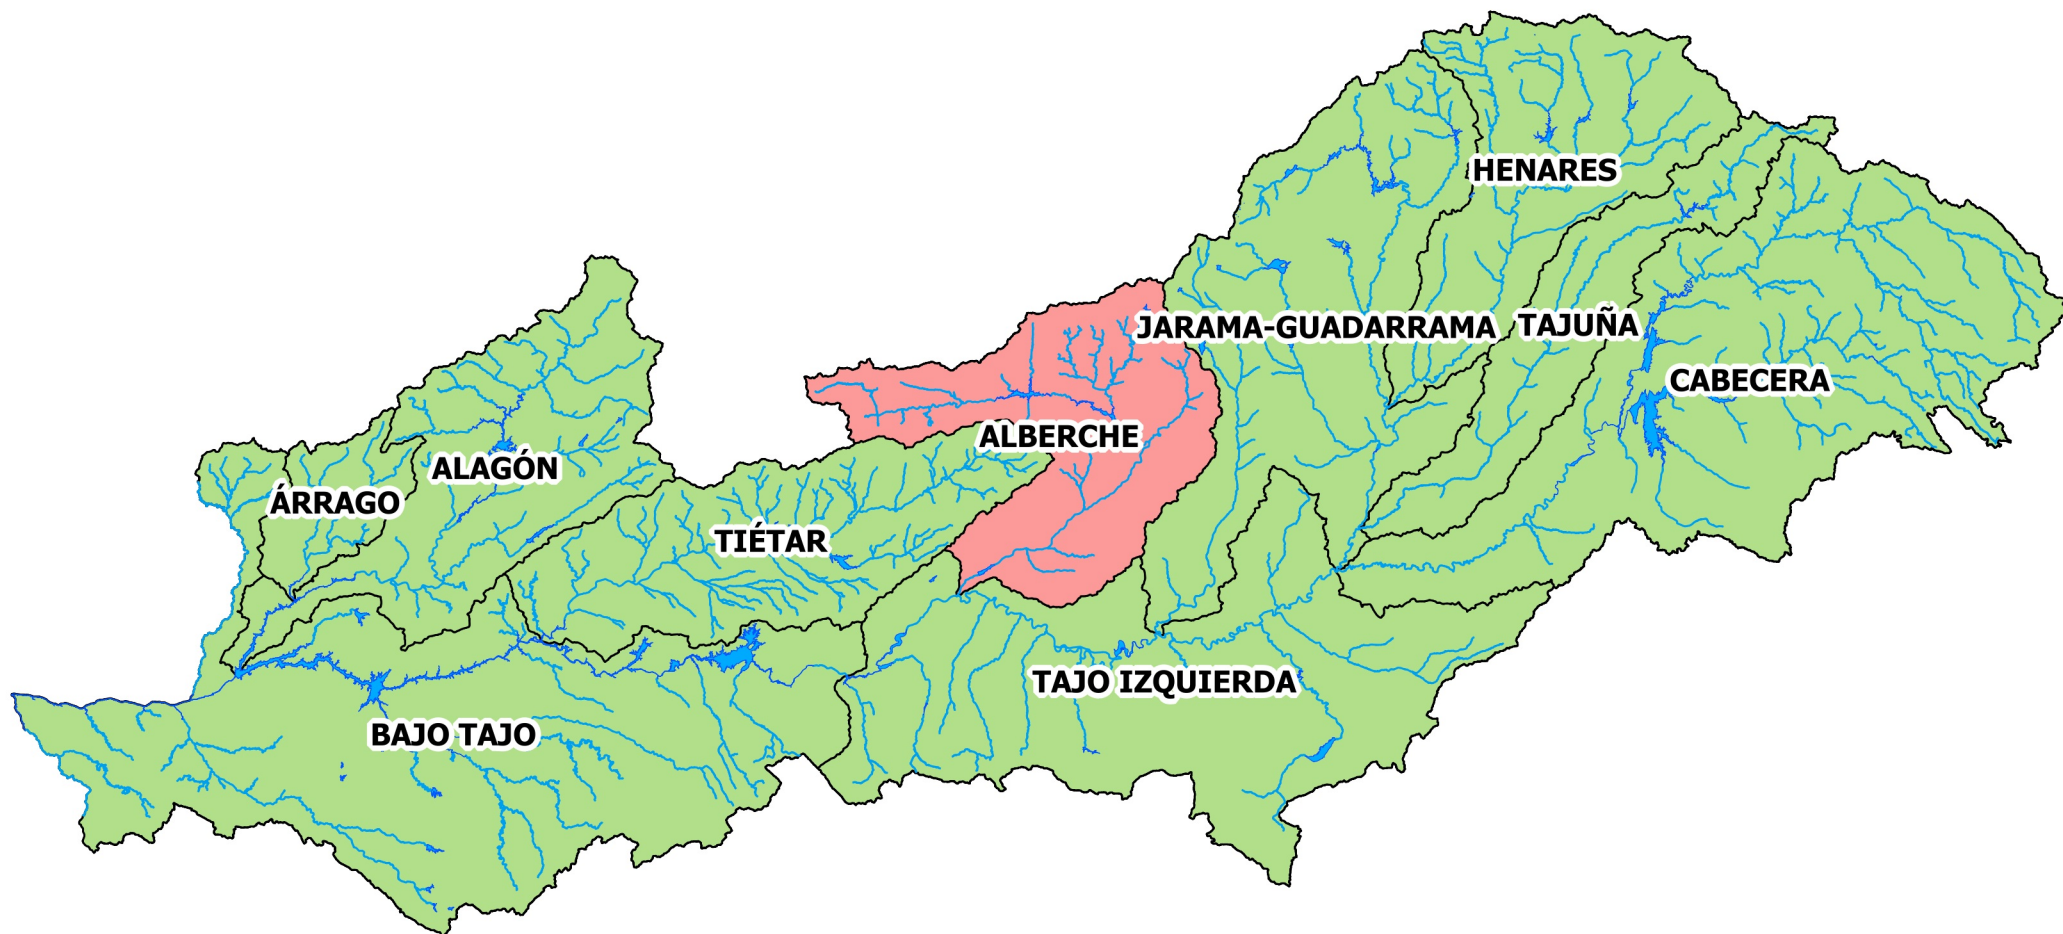 HENARES
JARAMA-GUADARRAMA
TAJUÑA
CABECERA
ALBERCHE
ALAGÓN
ÁRRAGO
TIÉTAR
TAJO IZQUIERDA
BAJO TAJO